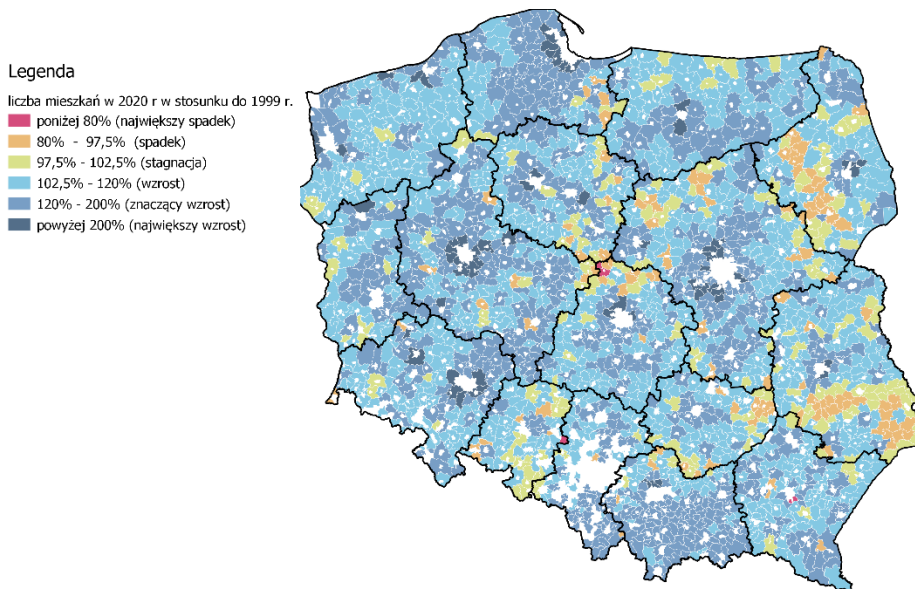 Legenda
liczba mieszkań w 2020 r w stosunku do 1999 r.
poniżej 80% (największy spadek)
80% - 97,5% (spadek)
97,5% - 102,5% (stagnacja)
102,5% - 120% (wzrost)
120% - 200% (znaczący wzrost)
powyżej 200% (największy wzrost)